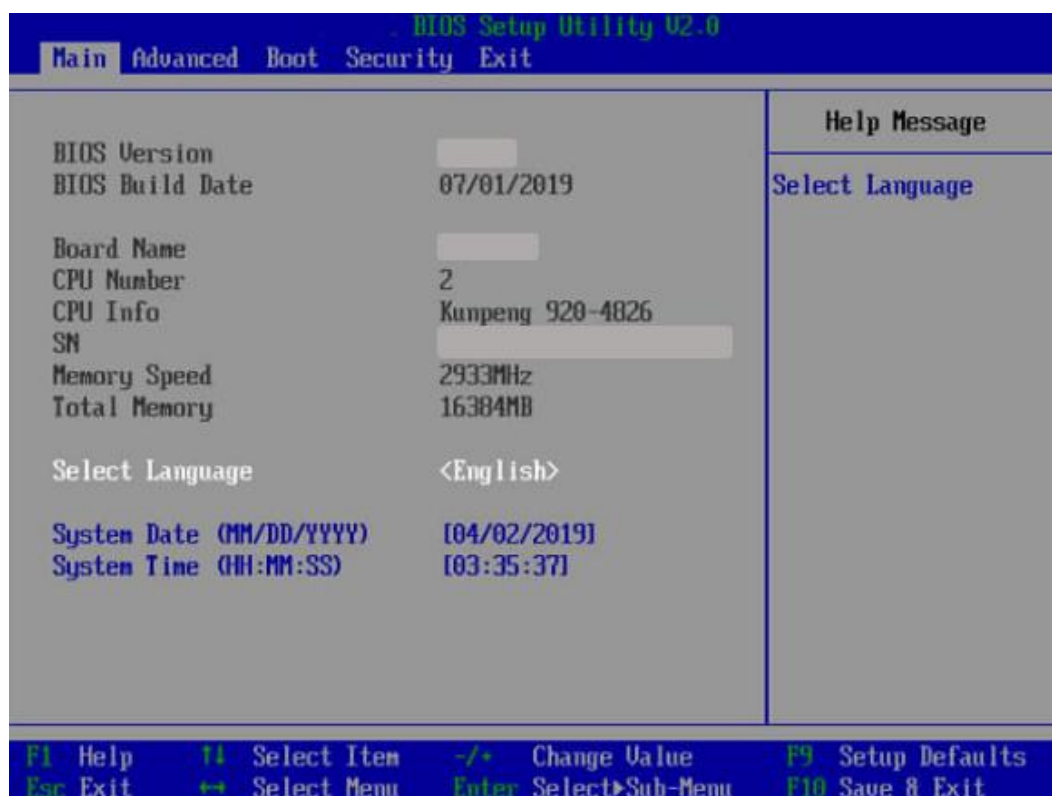 BIOS Setup Utility V2.0
Main Advanced Boot Security Exit
Help Message
Select Language
BIOS Version
BIOS Build Date 07/01/2019
Board Name
CPU Number 2
CPU Info Kunpeng 920-4826
SN
Memory Speed 2933MHz
Total Memory 16384MB
Select Language <English>
System Date (MM/DD/YYYY) [04/02/2019]
System Time (HH:MM:SS) [03:35:37]
F1 Help ↑↓ Select Item -/+ Change Value F9 Setup Defaults
Esc Exit ↔ Select Menu Enter Select▶Sub-Menu F10 Save & Exit